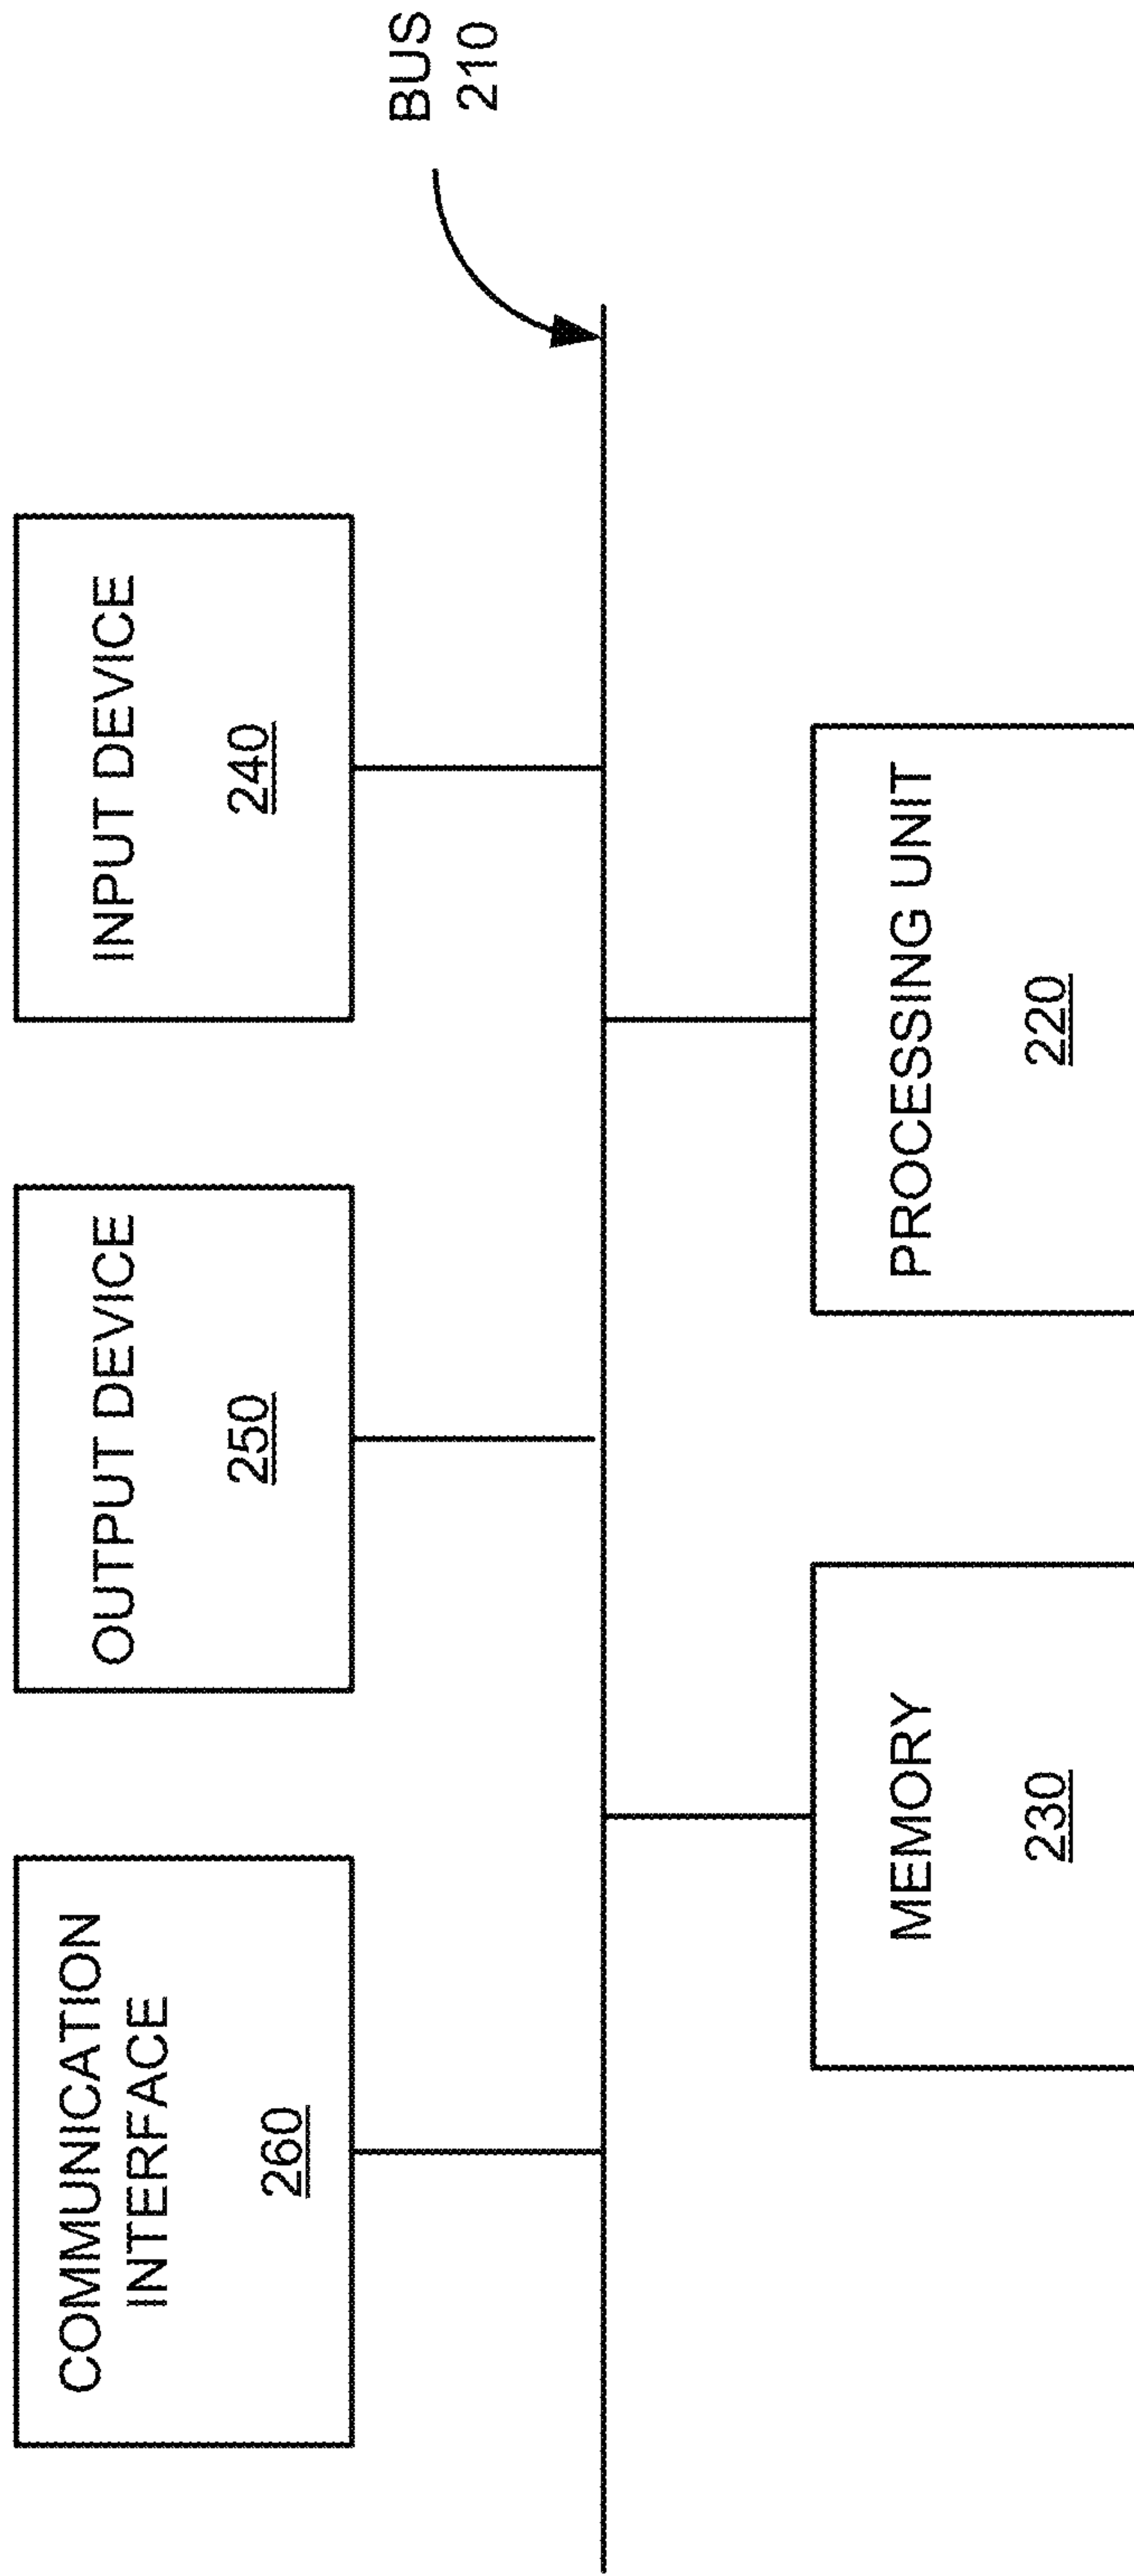 COMMUNICATION
INTERFACE
260
OUTPUT DEVICE
250
INPUT DEVICE
240
BUS
210
MEMORY
230
PROCESSING UNIT
220